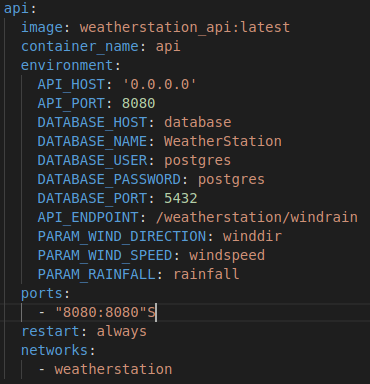 api:
image: weatherstation_api:latest
container_name: api
environment:
API_HOST: '0.0.0.0'
API_PORT: 8080
DATABASE_HOST: database
DATABASE_NAME: WeatherStation
DATABASE_USER: postgres
DATABASE_PASSWORD: postgres
DATABASE_PORT: 5432
API_ENDPOINT: /weatherstation/windrain
PARAM_WIND_DIRECTION: winddir
PARAM_WIND_SPEED: windspeed
PARAM_RAINFALL: rainfall
ports:
- "8080:8080"S
restart: always
networks:
- weatherstation